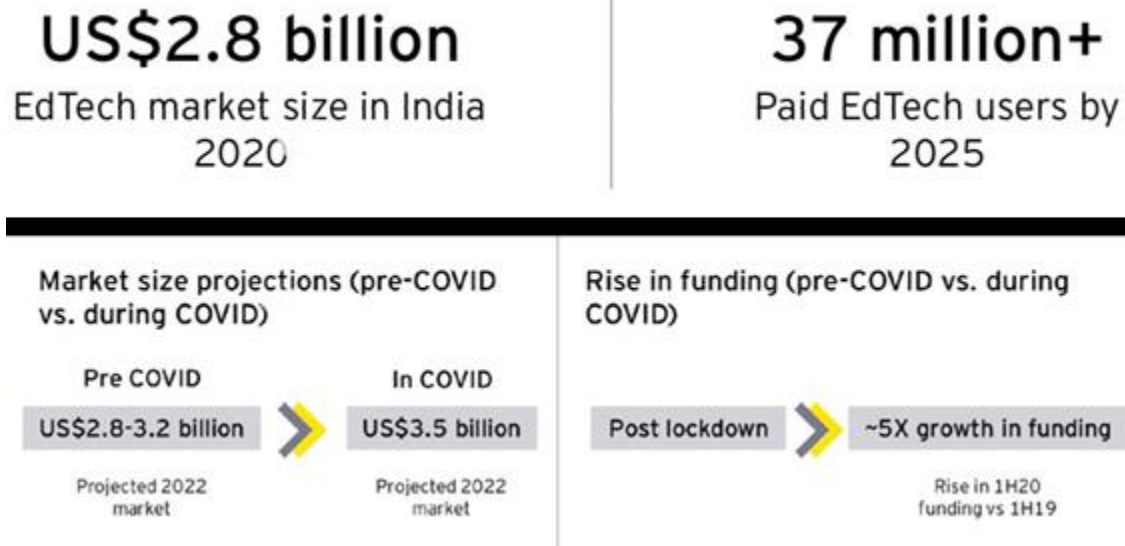 US$2.8 billion
EdTech market size in India
2020
37 million+
Paid EdTech users by
2025
Market size projections (pre-COVID
vs. during COVID)
Pre COVID
US$2.8-3.2 billion
Projected 2022
market
In COVID
US$3.5 billion
Projected 2022
market
Rise in funding (pre-COVID vs. during
COVID)
Post lockdown
~5X growth in funding
Rise in 1H20
funding vs 1H19